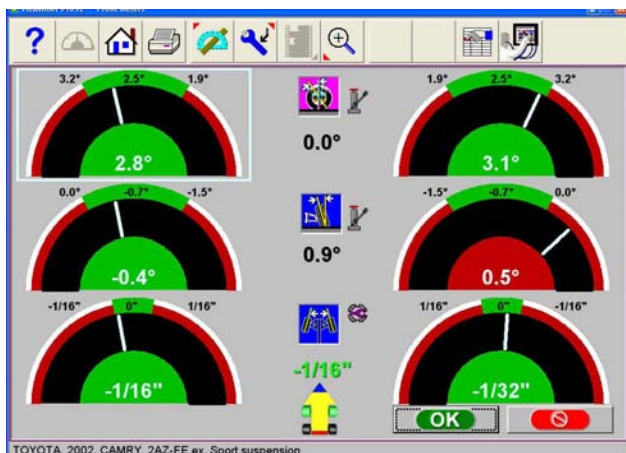 ?
3.2° 2.5° 1.9°
2.8°
0.0°
1.9° 2.5° 3.2°
3.1°
0.0° -0.7° -1.5°
-0.4°
0.9°
-1.5° -0.7° 0.0°
0.5°
-1/16" 0" 1/16"
-1/16"
-1/16"
1/16" 0" -1/16"
-1/32"
OK
TOYOTA, 2002, CAMRY, 2AZ-FE ex. Sport suspension